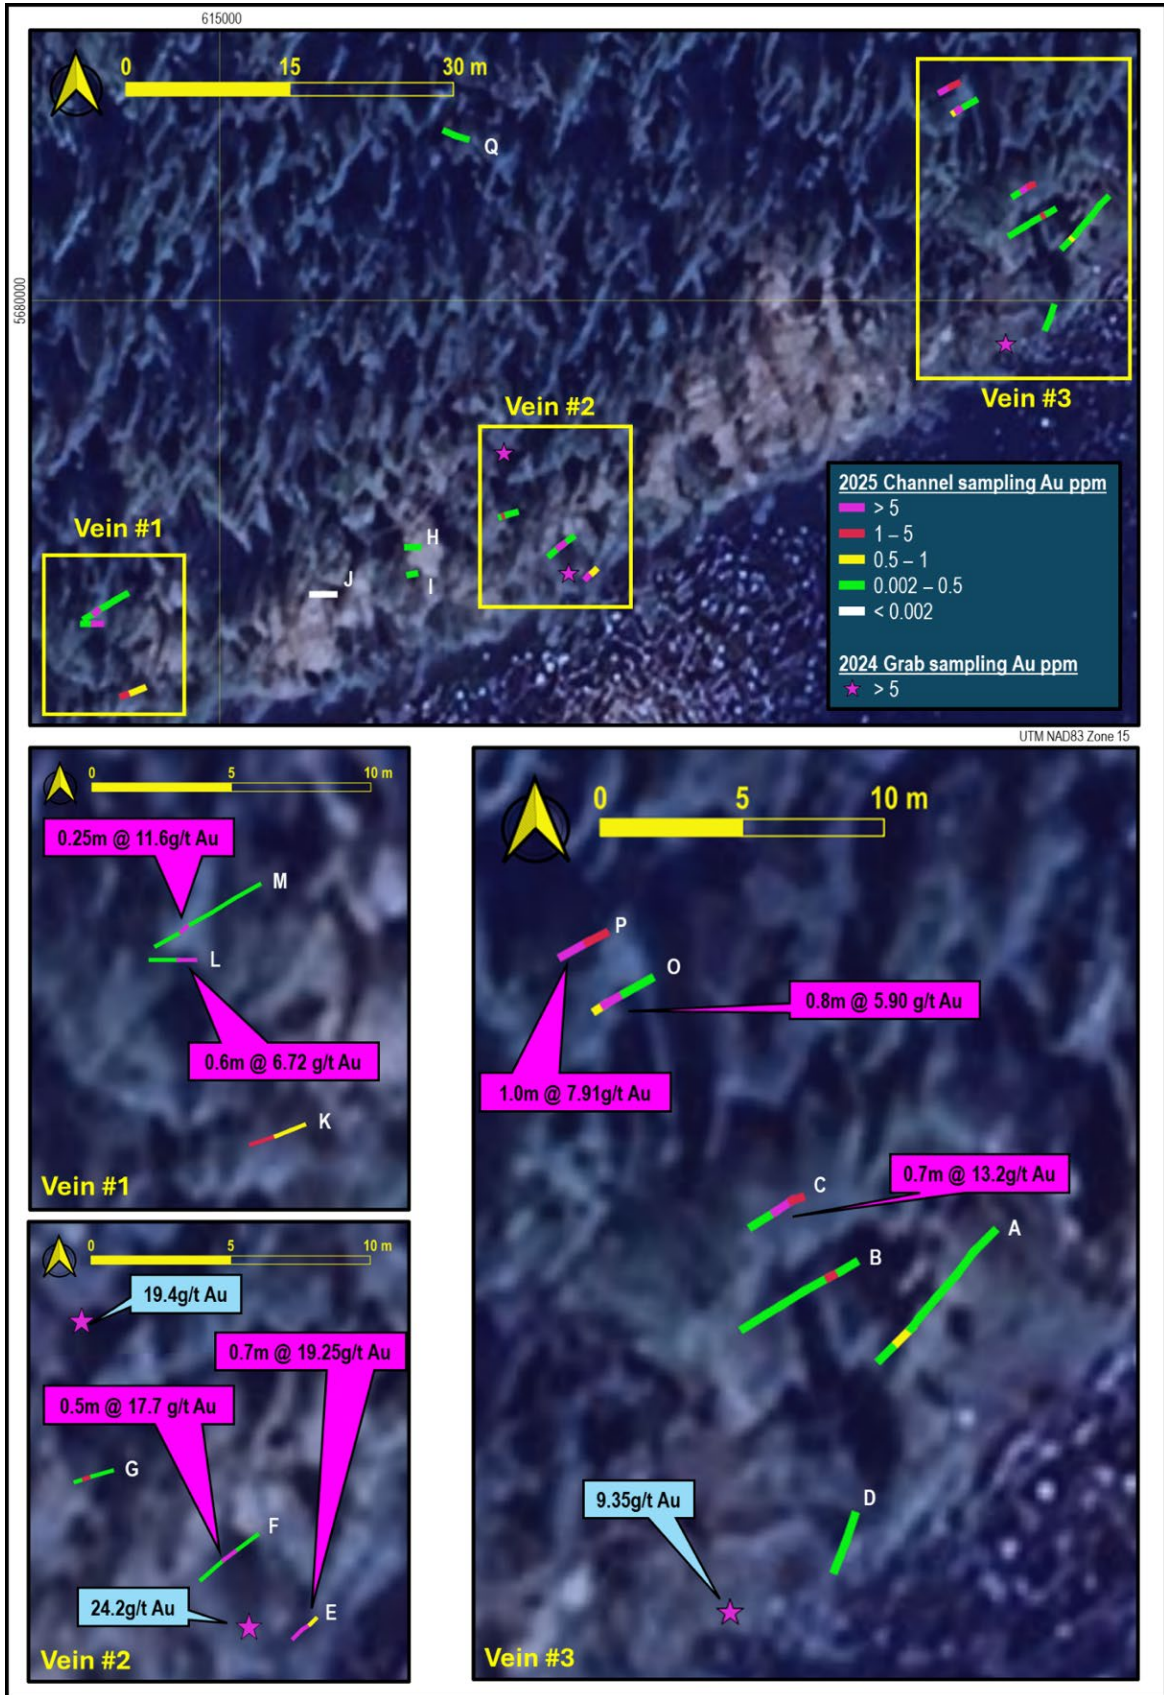 615000
5680000
0 15 30 m
Q
Vein #3
Vein #2
Vein #1
H
I
J
2025 Channel sampling Au ppm
> 5
1 – 5
0.5 – 1
0.002 – 0.5
< 0.002
2024 Grab sampling Au ppm
> 5
UTM NAD83 Zone 15
0 5 10 m
0.25m @ 11.6g/t Au
M
L
0.6m @ 6.72 g/t Au
K
Vein #1
0 5 10 m
19.4g/t Au
0.7m @ 19.25g/t Au
0.5m @ 17.7 g/t Au
G
F
24.2g/t Au
E
Vein #2
0 5 10 m
P
O
0.8m @ 5.90 g/t Au
1.0m @ 7.91g/t Au
0.7m @ 13.2g/t Au
C
A
B
9.35g/t Au
D
Vein #3